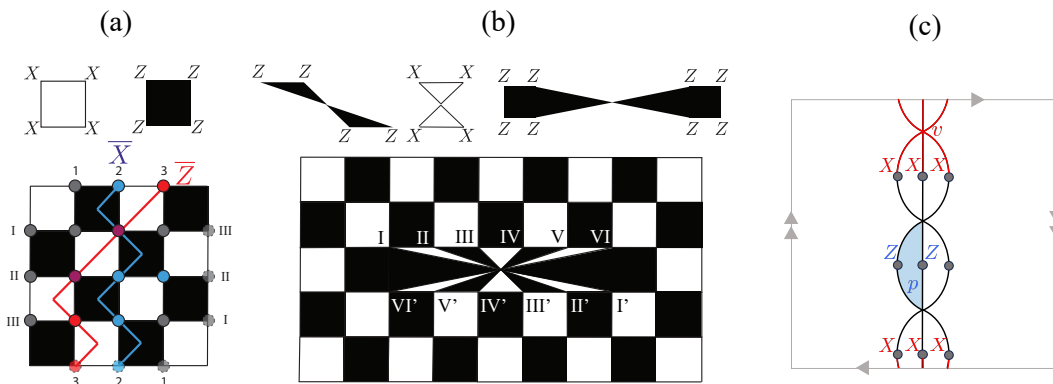 (a)
X X
X X
Z Z
Z Z
X
Z
1 2 3
I III
II II
III I
3 2 1
(b)
Z Z
Z Z
X X
X X
Z Z Z Z
Z Z Z Z
I II III IV V VI
VI' V' IV' III' II' I'
(c)
v
X X X
Z Z
p
X X X